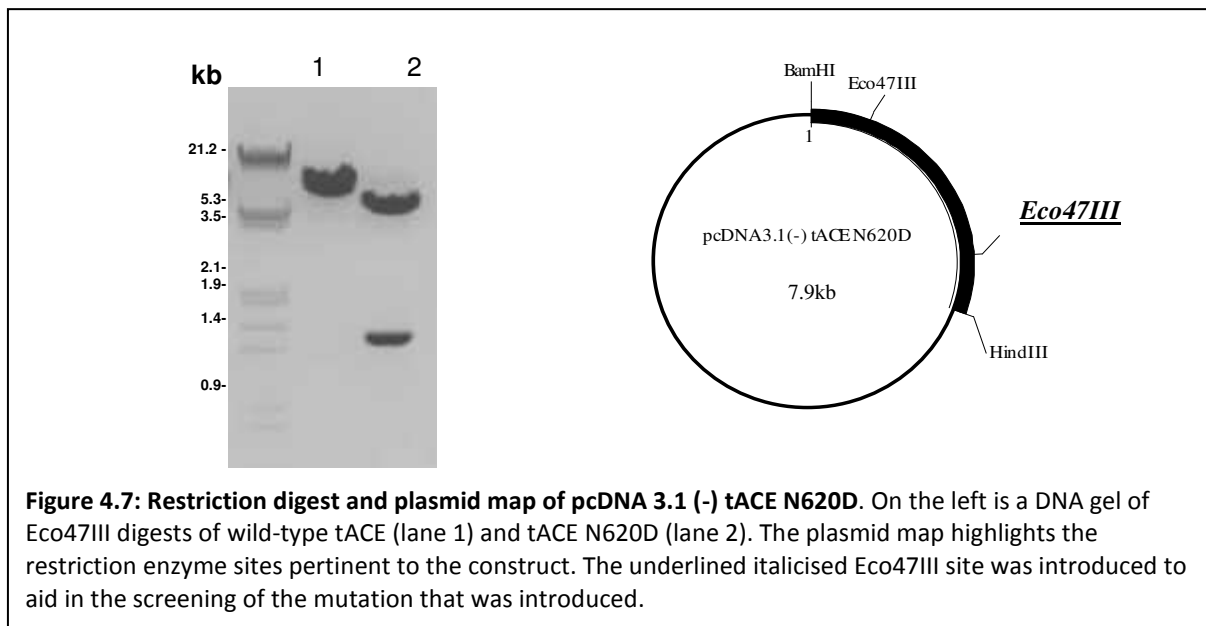 kb
1 2
21.2 -
5.3-
3.5-
2.1-
1.9-
1.4-
0.9-
BamHI
Eco47III
1
Eco47III
pcDNA3.1(-) tACE N620D
7.9kb
HindIII
Figure 4.7: Restriction digest and plasmid map of pcDNA 3.1 (-) tACE N620D. On the left is a DNA gel of
Eco47III digests of wild-type tACE (lane 1) and tACE N620D (lane 2). The plasmid map highlights the
restriction enzyme sites pertinent to the construct. The underlined italicised Eco47III site was introduced to
aid in the screening of the mutation that was introduced.